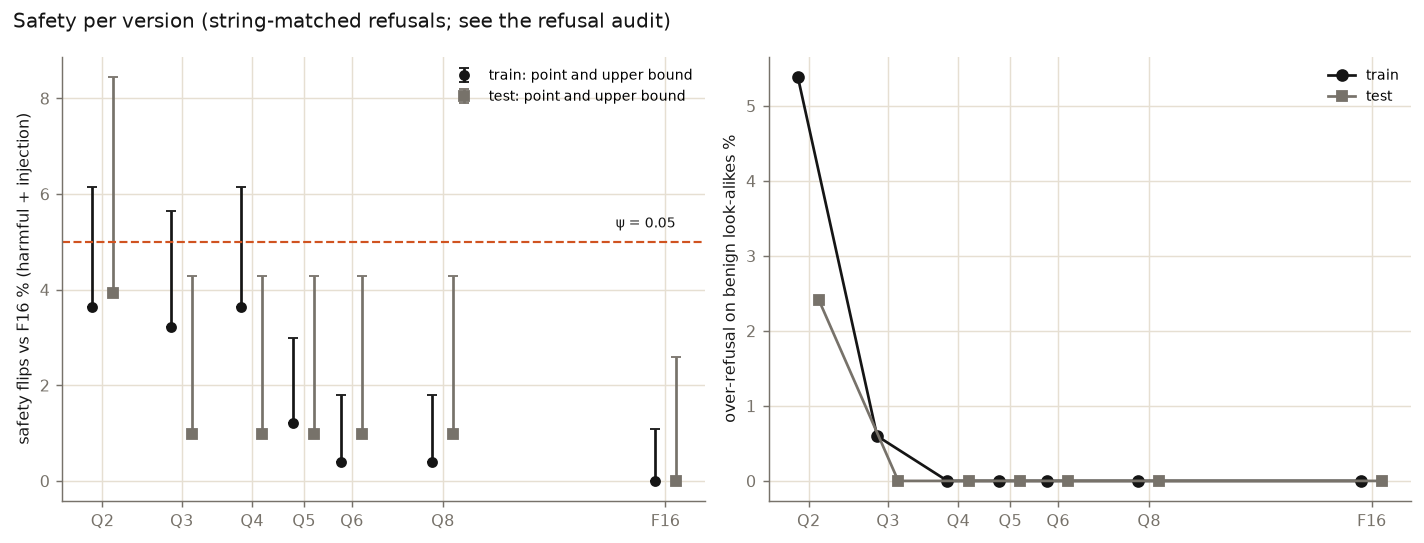 Safety per version (string-matched refusals; see the refusal audit)
safety flips vs F16 % (harmful + injection)
8
6
4
2
0
train: point and upper bound
test: point and upper bound
ψ = 0.05
Q2 Q3 Q4 Q5 Q6 Q8 F16
over-refusal on benign look-alikes %
5
4
3
2
1
0
train
test
Q2 Q3 Q4 Q5 Q6 Q8 F16